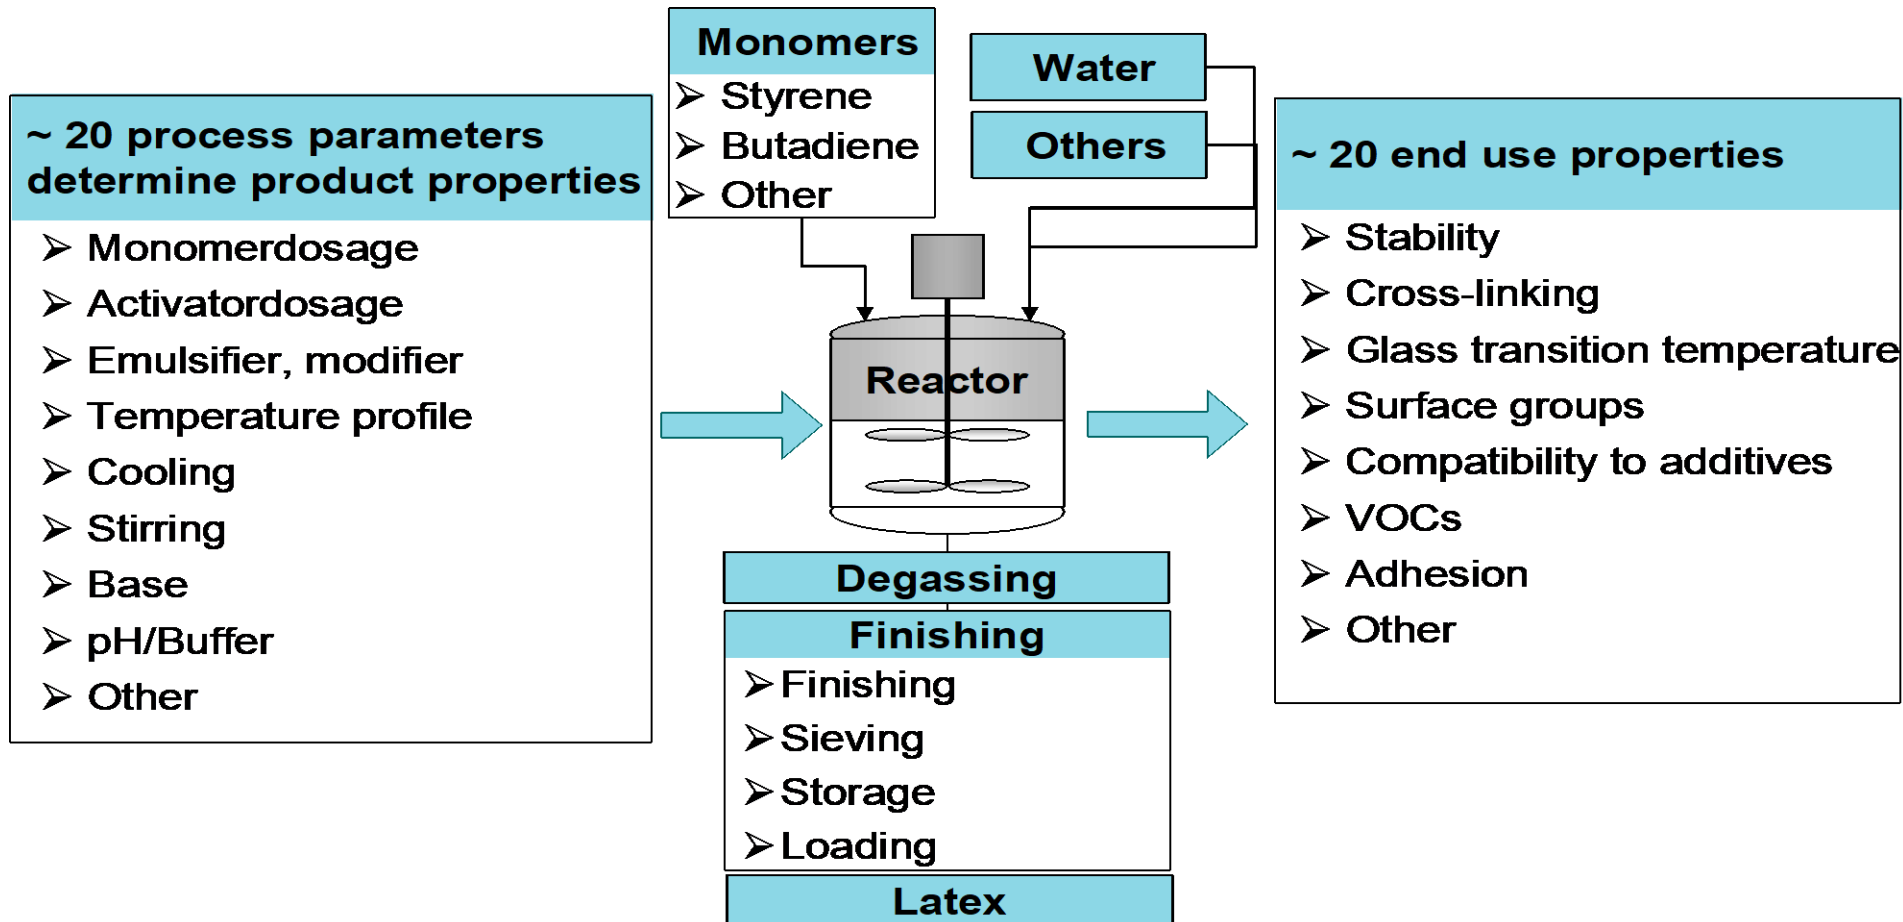 ~ 20 process parameters
determine product properties
➢ Monomerdosage
➢ Activatordosage
➢ Emulsifier, modifier
➢ Temperature profile
➢ Cooling
➢ Stirring
➢ Base
➢ pH/Buffer
➢ Other
Monomers
➢ Styrene
➢ Butadiene
➢ Other
Water
Others
Reactor
Degassing
Finishing
➢ Finishing
➢ Sieving
➢ Storage
➢ Loading
Latex
~ 20 end use properties
➢ Stability
➢ Cross-linking
➢ Glass transition temperature
➢ Surface groups
➢ Compatibility to additives
➢ VOCs
➢ Adhesion
➢ Other